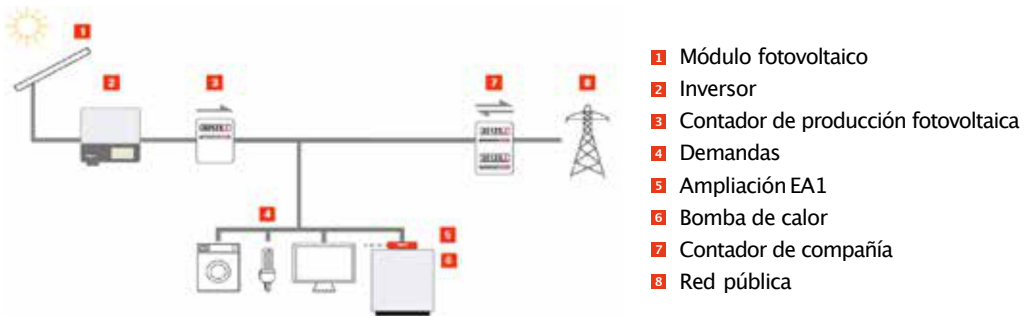 1
2
3
7
8
4
5
6
1 Módulo fotovoltaico
2 Inversor
3 Contador de producción fotovoltaica
4 Demandas
5 Ampliación EA1
6 Bomba de calor
7 Contador de compañía
8 Red pública